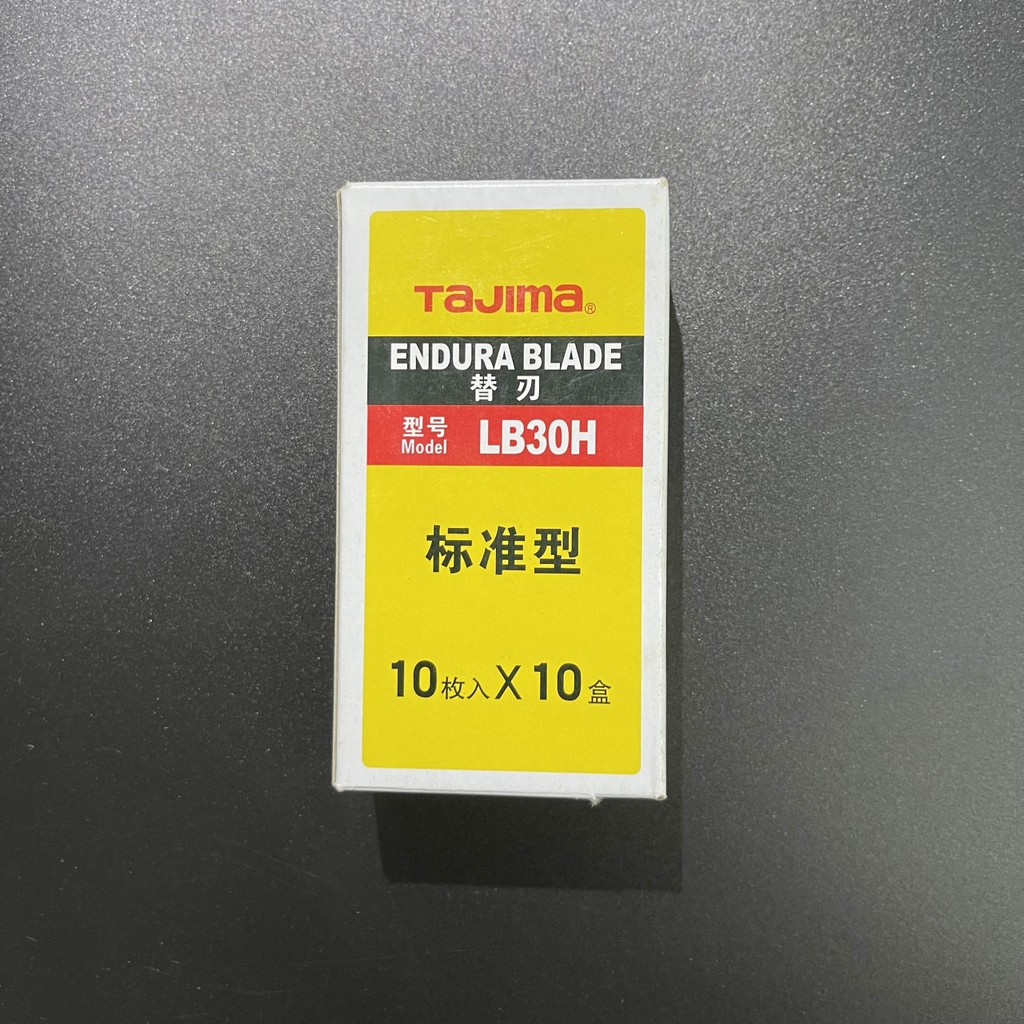 TaJIma®
ENDURA BLADE
替刃
型号
Model LB30H
标准型
10枚入 X 10盒